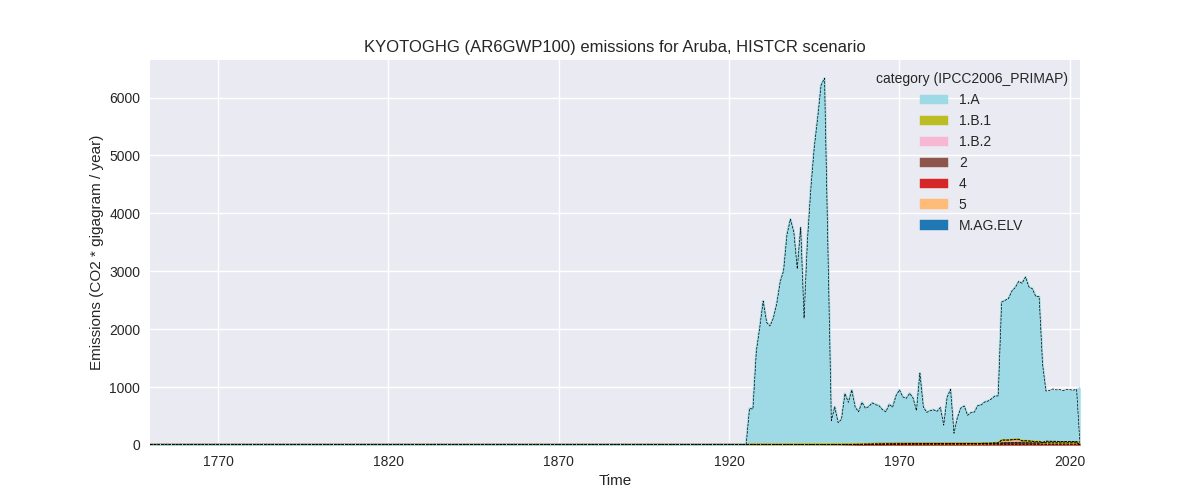 KYOTOGHG (AR6GWP100) emissions for Aruba, HISTCR scenario
category (IPCC2006_PRIMAP)
1.A
1.B.1
1.B.2
2
4
5
M.AG.ELV
Emissions (CO2 * gigagram / year)
6000
5000
4000
3000
2000
1000
0
1770
1820
1870
1920
1970
2020
Time